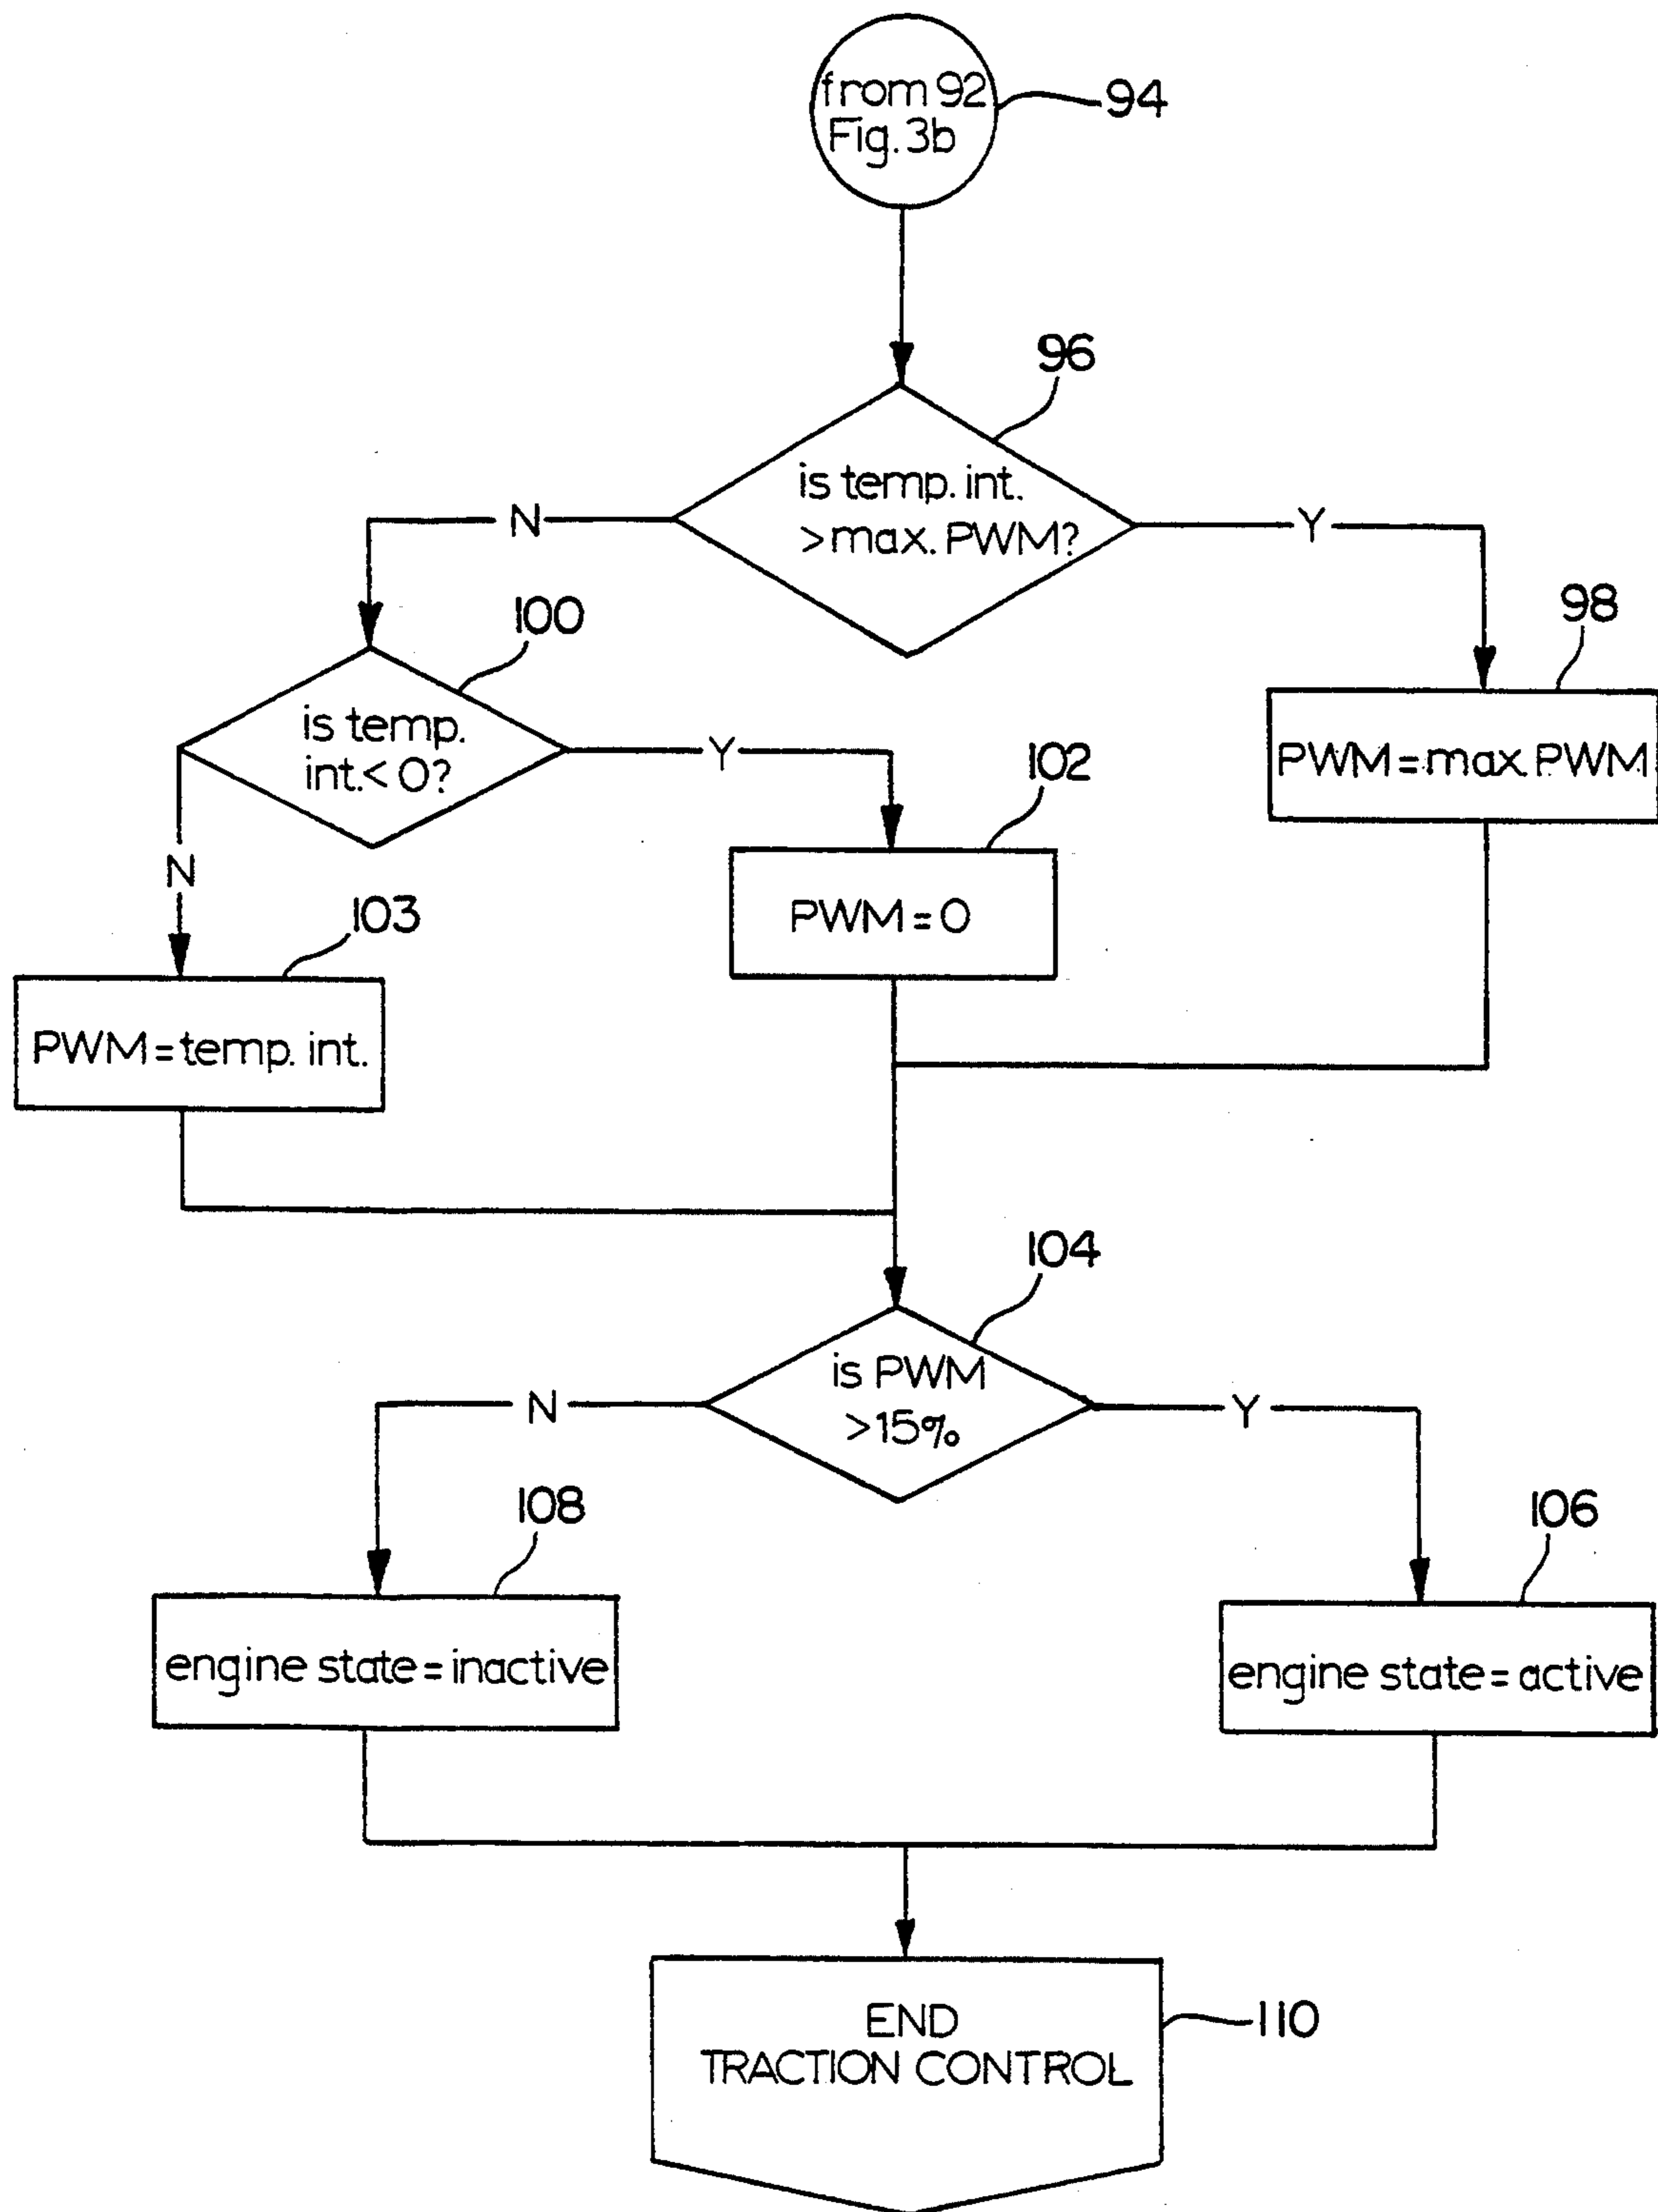 from 92
Fig. 3b
94
96
is temp. int.
>max. PWM?
N
Y
100
98
is temp.
int.< 0?
Y
PWM=max. PWM
102
N
103
PWM=0
PWM=temp. int.
104
is PWM
>15%
N
Y
108
106
engine state=inactive
engine state=active
END
TRACTION CONTROL
110